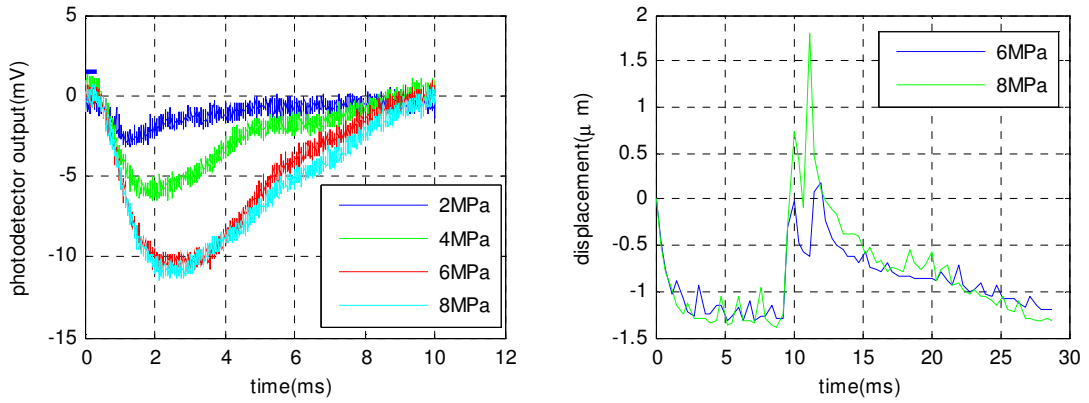 photodetector output(mV)
5
0
-5
-10
-15
0 2 4 6 8 10 12
time(ms)
2MPa
4MPa
6MPa
8MPa
displacement(μ m)
2
1.5
1
0.5
0
-0.5
-1
-1.5
0 5 10 15 20 25 30
time(ms)
6MPa
8MPa